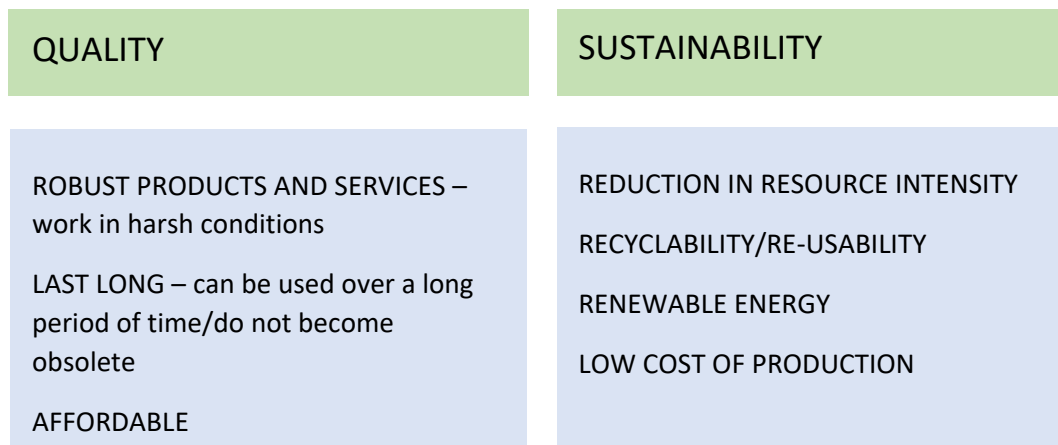 QUALITY
ROBUST PRODUCTS AND SERVICES –
work in harsh conditions
LAST LONG – can be used over a long
period of time/do not become
obsolete
AFFORDABLE
SUSTAINABILITY
REDUCTION IN RESOURCE INTENSITY
RECYCLABILITY/RE-USABILITY
RENEWABLE ENERGY
LOW COST OF PRODUCTION